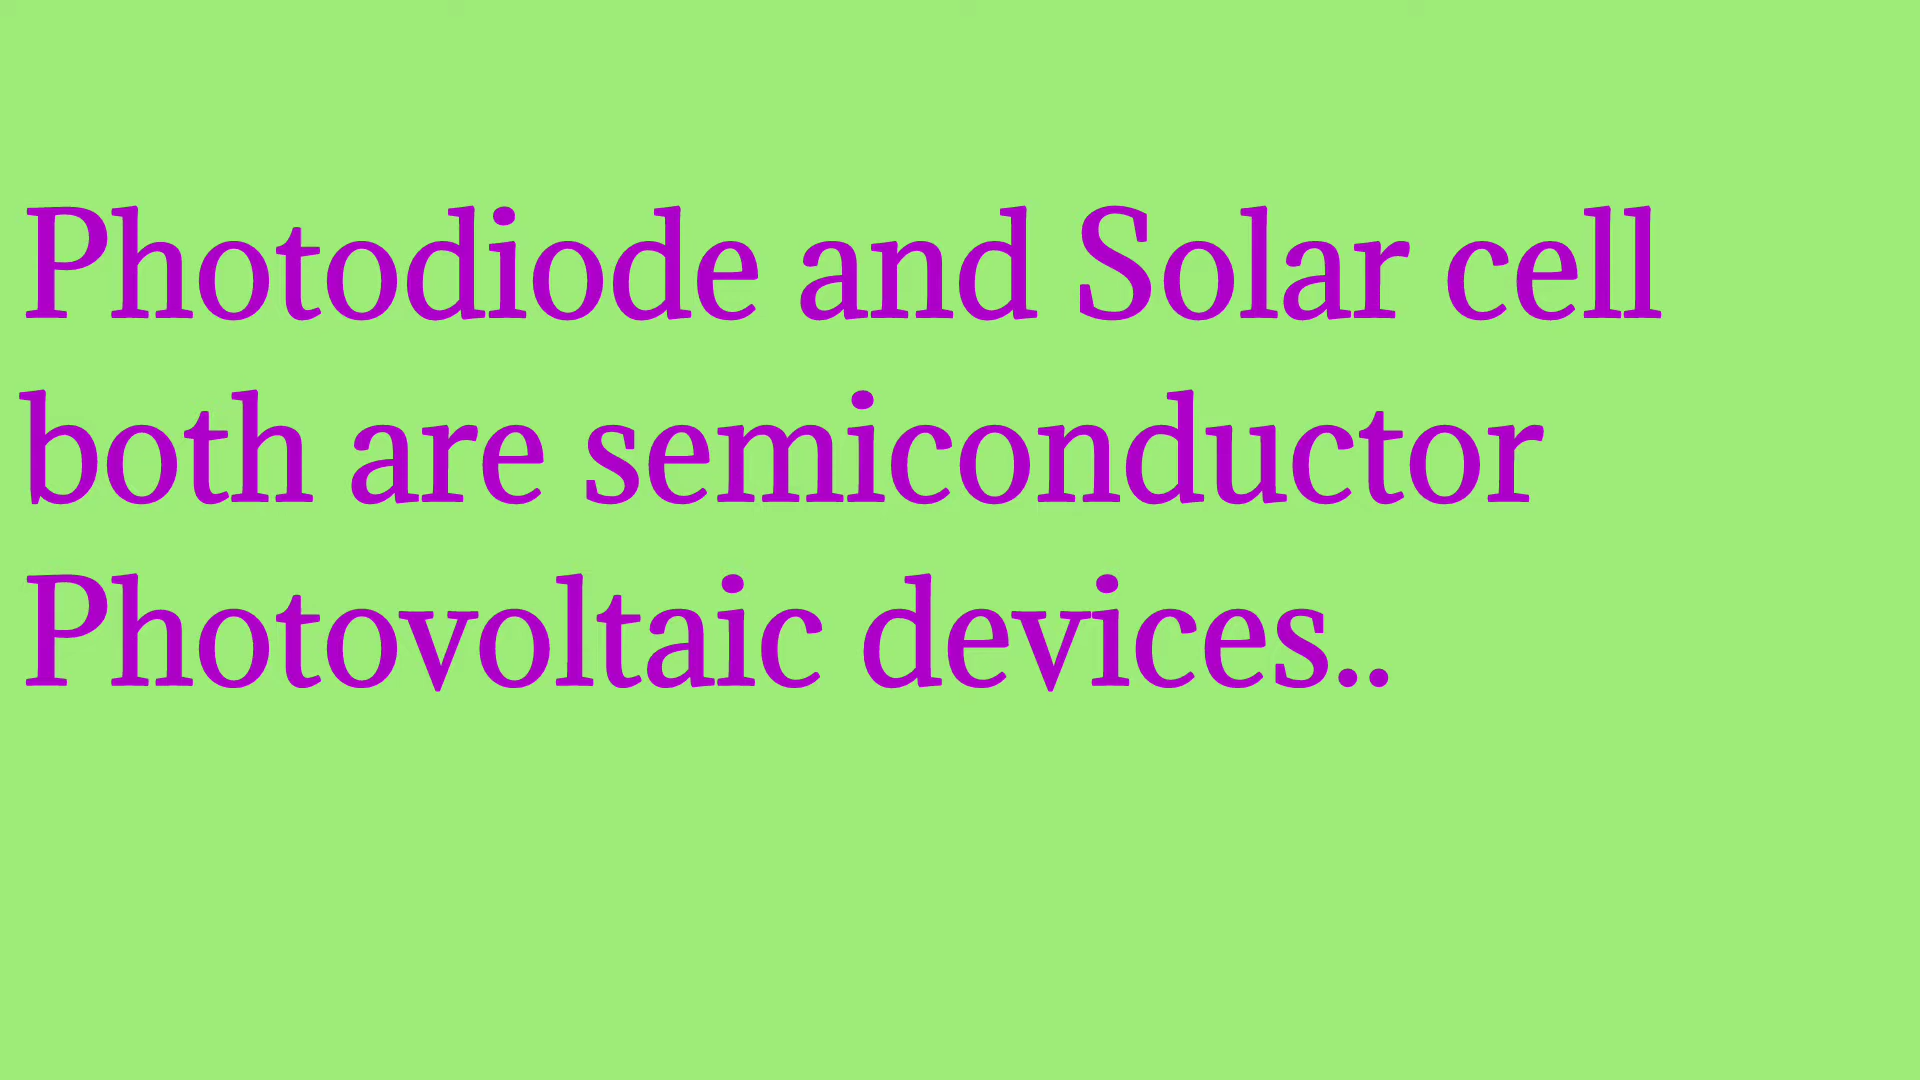 Photodiode and Solar cell
both are semiconductor
Photovoltaic devices..